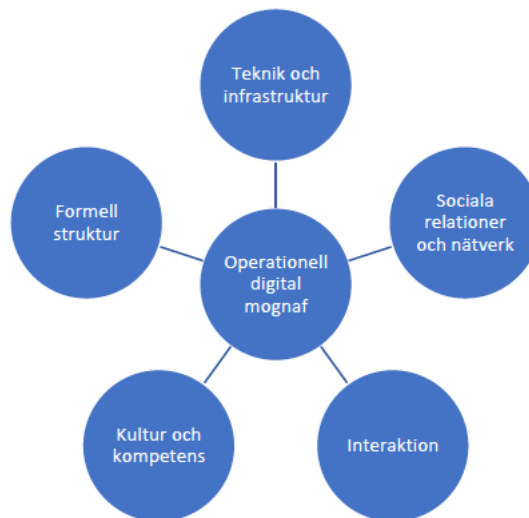 Teknik och
infrastruktur
Formell
struktur
Sociala
relationer
och nätverk
Operationell
digital
mognaf
Kultur och
kompetens
Interaktion